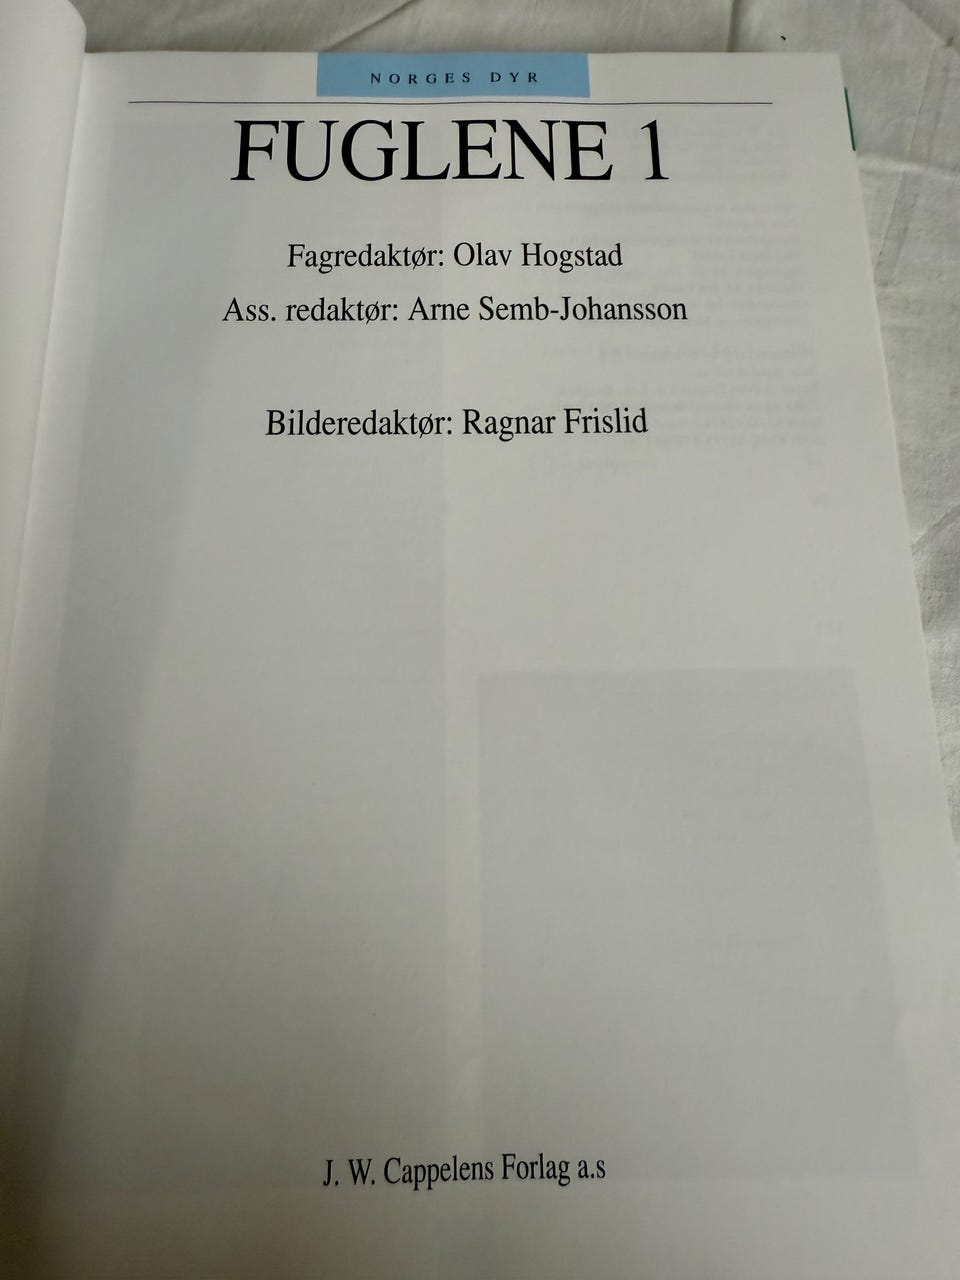 NORGES DYR
FUGLENE 1
Fagredaktør: Olav Hogstad
Ass. redaktør: Arne Semb-Johansson
Bilderedaktør: Ragnar Frislid
J. W. Cappelens Forlag a.s